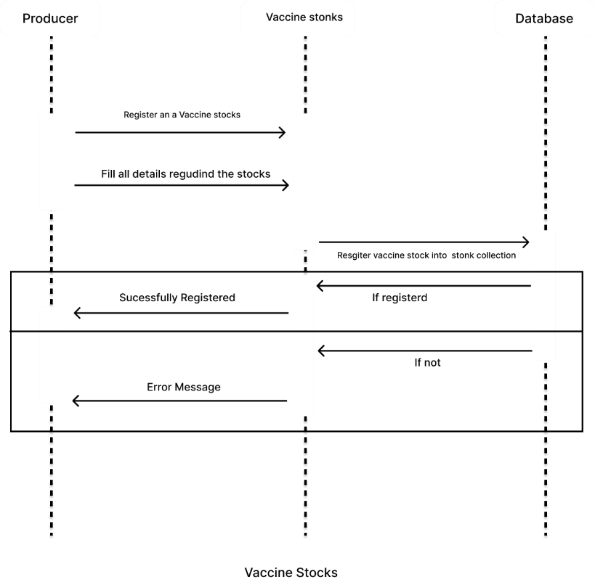 Producer
Vaccine stonks
Database
Register an a Vaccine stocks
Fill all details regudind the stocks
Resgiter vaccine stock into stonk collection
Sucessfully Registered
If registerd
If not
Error Message
Vaccine Stocks